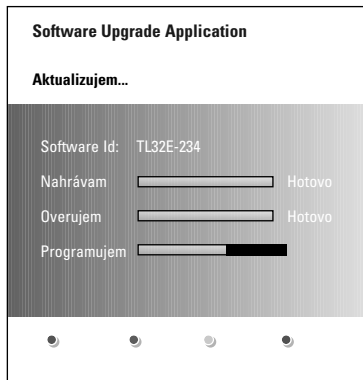 Software Upgrade Application
Aktualizujem...
Software Id: TL32E-234
Nahrávam Hotovo
Overujem Hotovo
Programujem